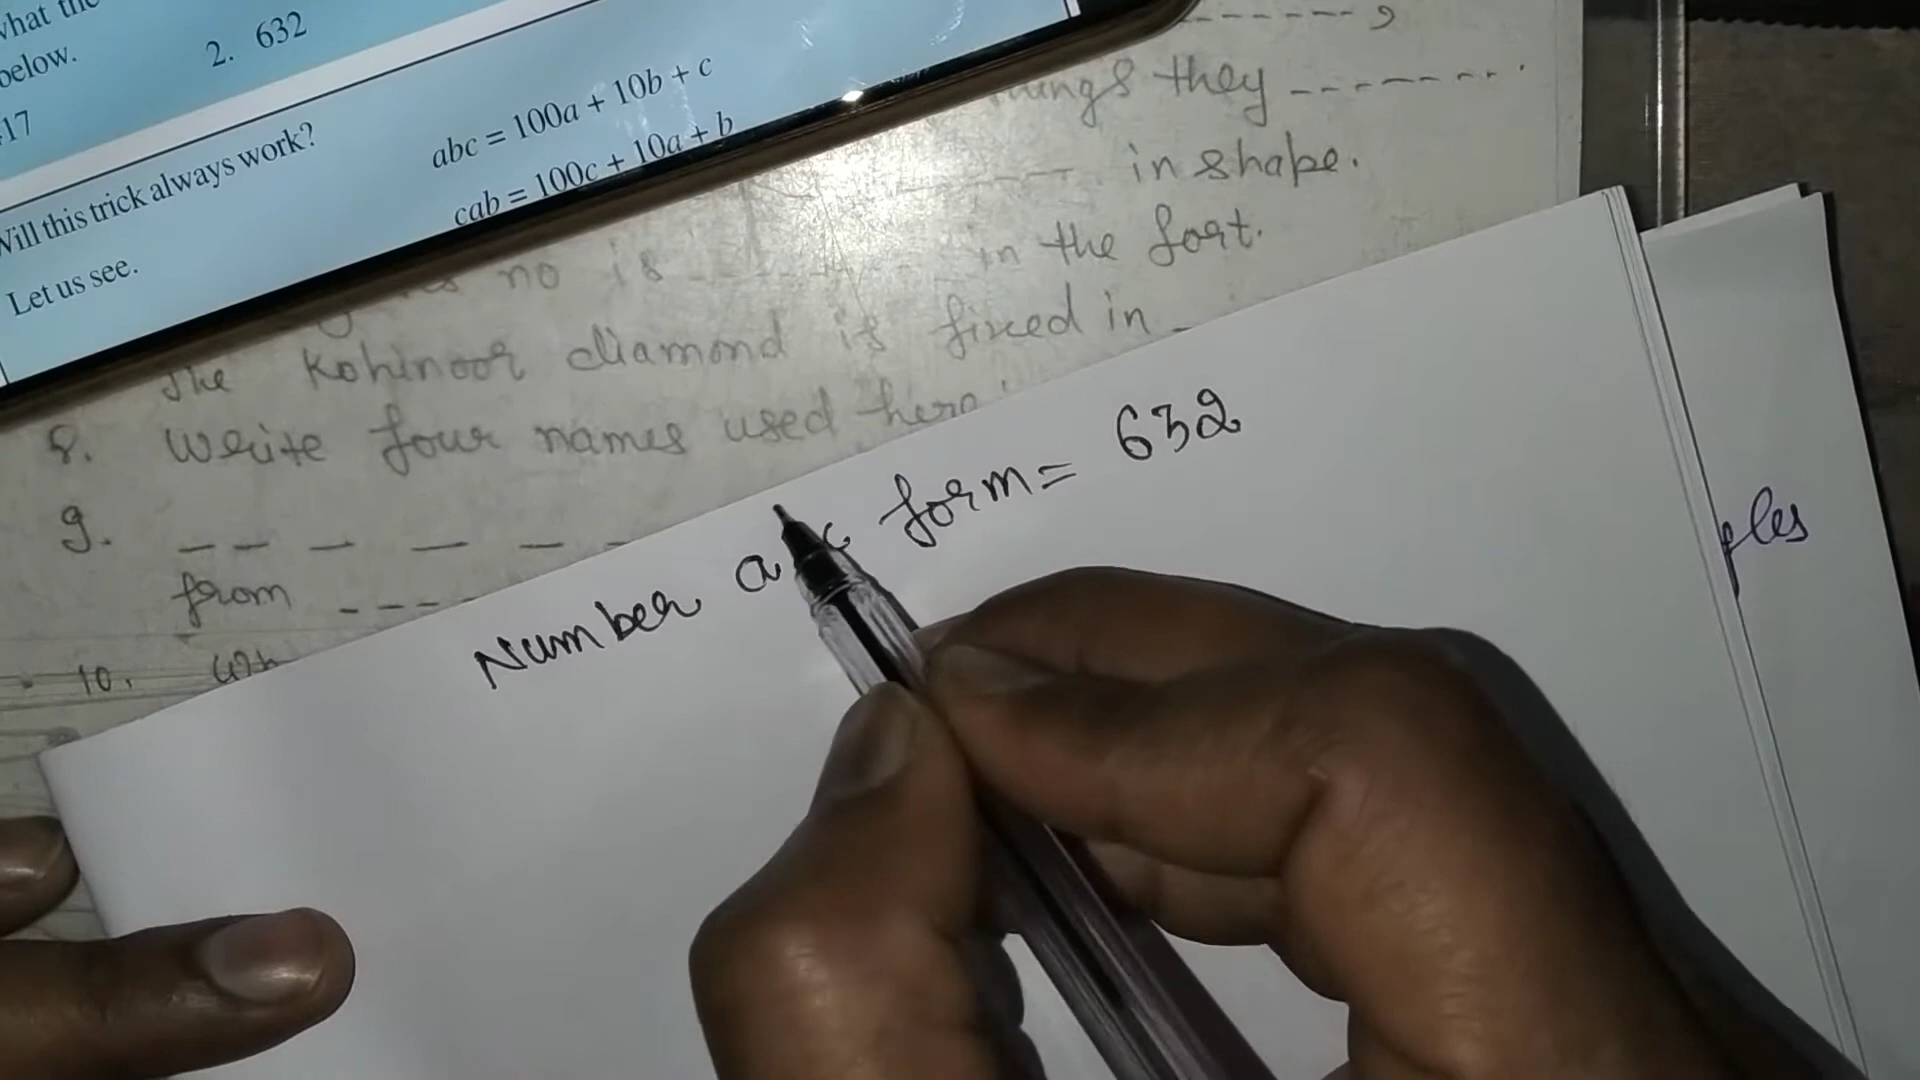 what the
below.
2. 632
17
Will this trick always work?
Let us see.
abc = 100a + 10b + c
cab = 100c + 10a + b
things they -------.
in shape.
no is ------- in the fort.
The Kohinoor diamond is fixed in -
8. Write four names used here
9. -- -- -- -- -- --
from ----
10.
Number a c form = 632
gles